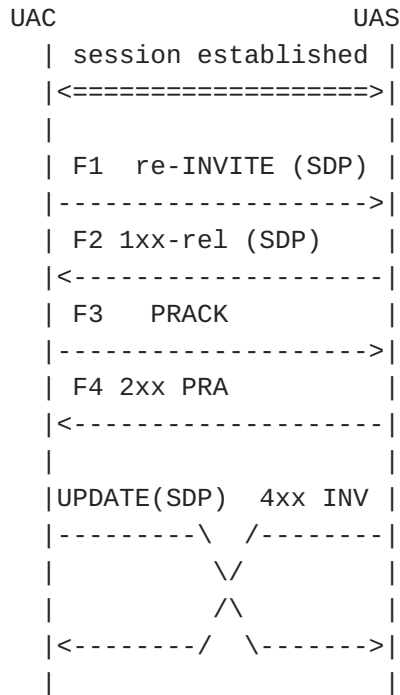 UAC UAS
| session established |
|<===================>|
| |
| F1 re-INVITE (SDP) |
|-------------------->|
| F2 1xx-rel (SDP) |
|<--------------------|
| F3 PRACK |
|-------------------->|
| F4 2xx PRA |
|<--------------------|
| |
|UPDATE(SDP) 4xx INV |
|---------\ /--------|
| \/ |
| /\ |
|<--------/ \------->|
| |